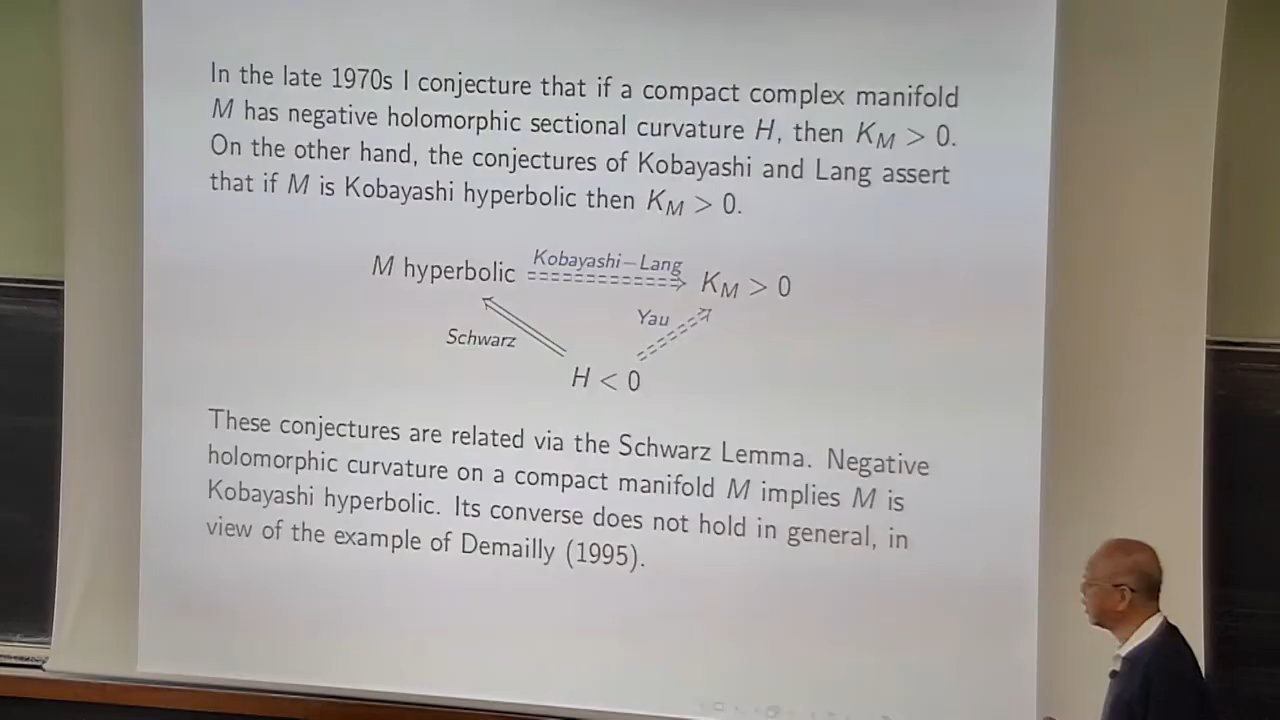 In the late 1970s I conjecture that if a compact complex manifold
M has negative holomorphic sectional curvature H, then K_M > 0.
On the other hand, the conjectures of Kobayashi and Lang assert
that if M is Kobayashi hyperbolic then K_M > 0.
M hyperbolic Kobayashi−Lang K_M > 0
Schwarz Yau
H < 0
These conjectures are related via the Schwarz Lemma. Negative
holomorphic curvature on a compact manifold M implies M is
Kobayashi hyperbolic. Its converse does not hold in general, in
view of the example of Demailly (1995).